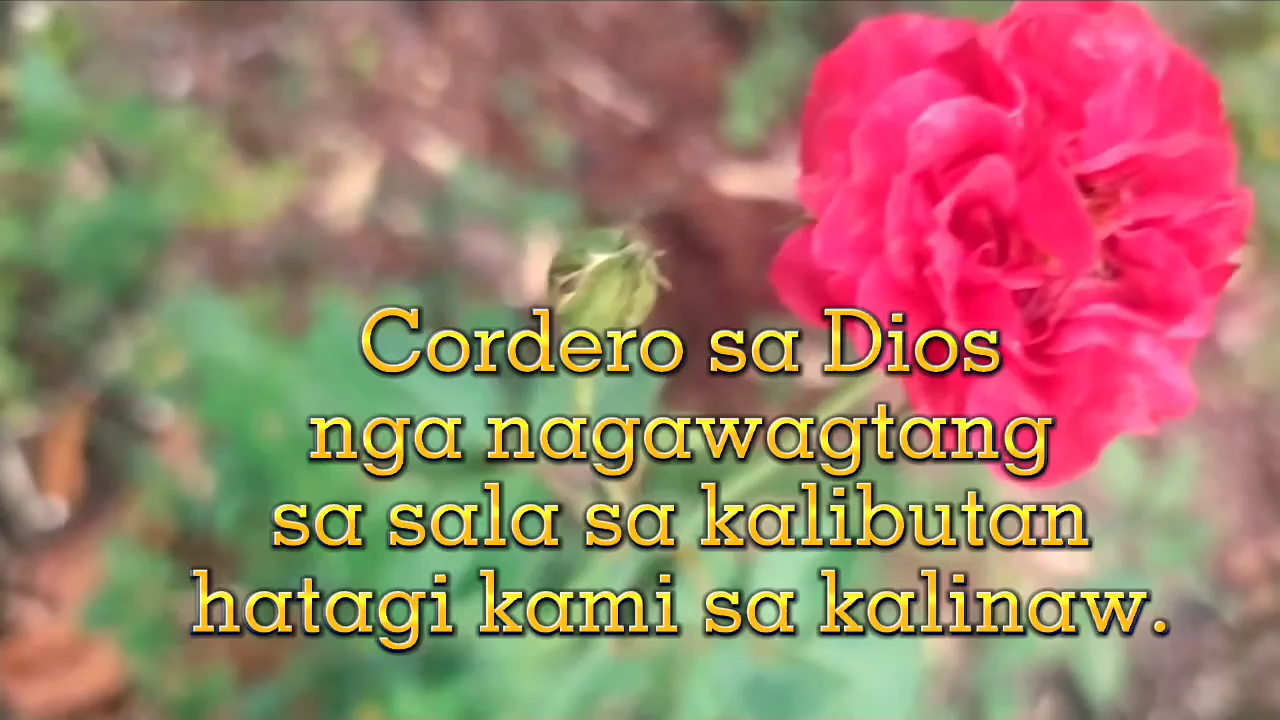 Cordero sa Dios
nga nagawagtang
sa sala sa kalibutan
hatagi kami sa kalinaw.